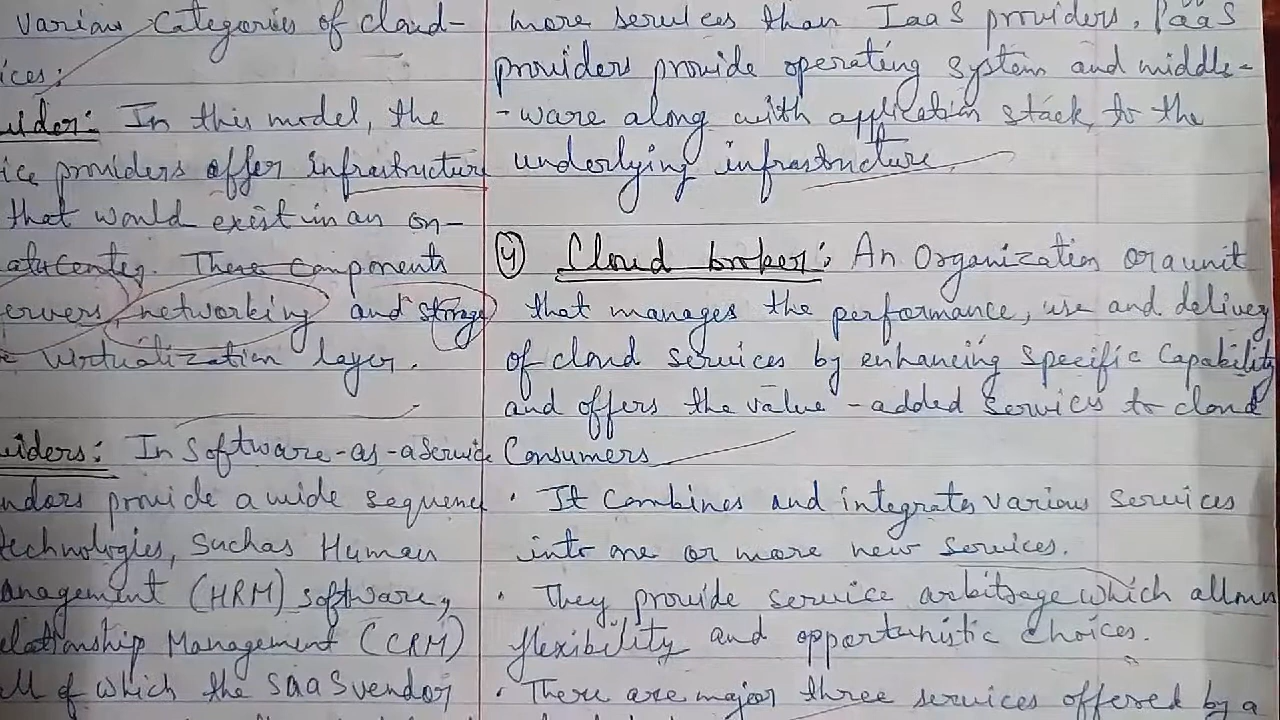 Various Categories of cloud-
ices:
uider: In this model, the
ice providers offer infrastructure
that would exist in an on-
atacenter. These components
ervers, networking and storage
virtualization layer.
uiders: In Software-as-a Service
ndors provide a wide sequence
technologies, Such as Human
anagement (HRM) software,
elationship Management (CRM)
all of which the SaaS vendor
more services than IaaS providers. PaaS
providers provide operating system and middle-
-ware along with application stack, to the
underlying infrastructure.
④ Cloud broker: An Organization or a unit
that manages the performance, use and delivery
of cloud services by enhancing specific Capability
and offers the value-added services to cloud
Consumers
· It Combines and integrates various services
into one or more new services.
· They provide service arbitrage which allows
flexibility and opportunistic choices.
· There are major three services offered by a